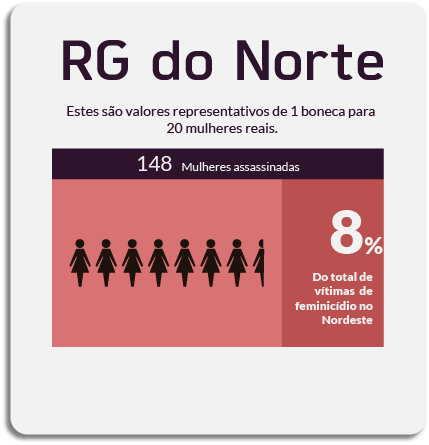 RG do Norte
Estes são valores representativos de 1 boneca para
20 mulheres reais.
148 Mulheres assassinadas
8%
Do total de
vítimas de
feminicídio no
Nordeste